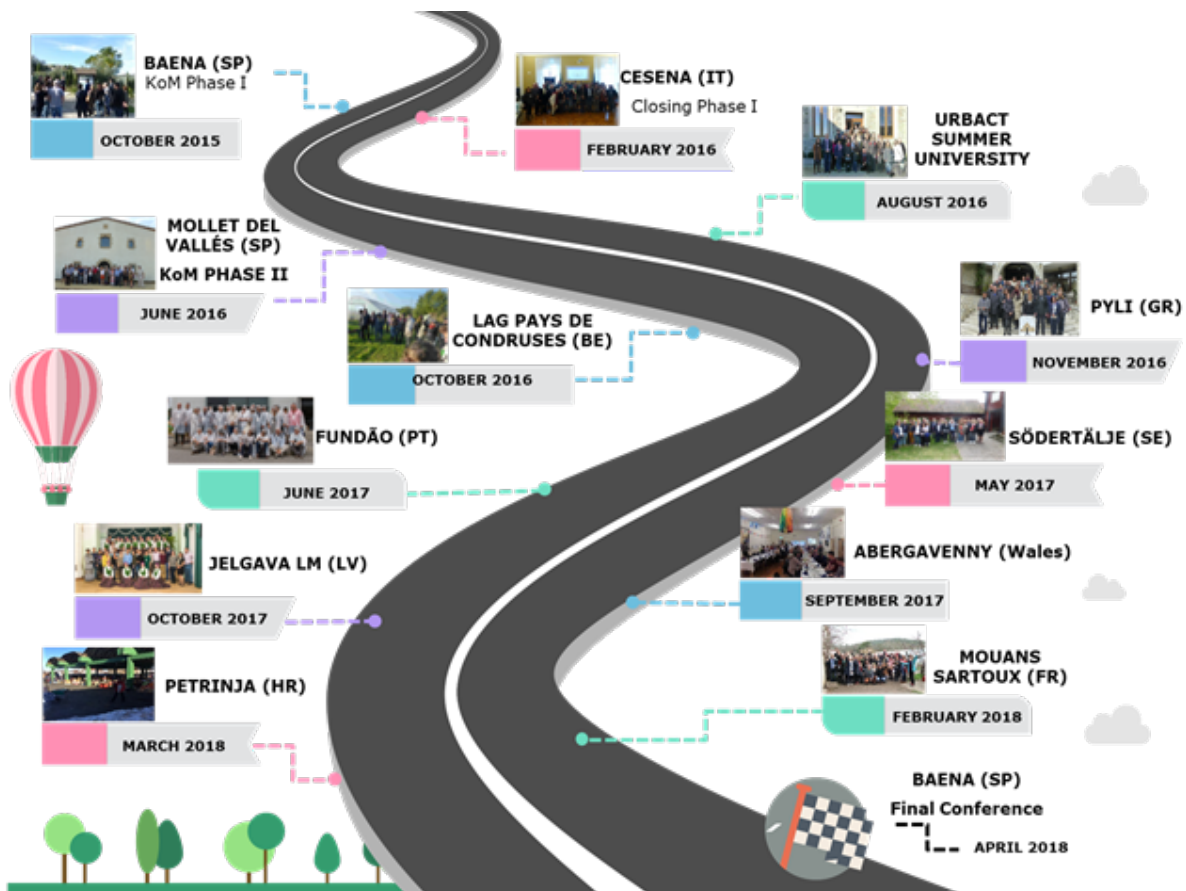 BAENA (SP)
KoM Phase I
OCTOBER 2015
CESENA (IT)
Closing Phase I
FEBRUARY 2016
URBACT
SUMMER
UNIVERSITY
AUGUST 2016
MOLLET DEL
VALLÉS (SP)
KoM PHASE II
JUNE 2016
LAG PAYS DE
CONDRUSES (BE)
OCTOBER 2016
PYLI (GR)
NOVEMBER 2016
FUNDÃO (PT)
JUNE 2017
SÖDERTÄLJE (SE)
MAY 2017
JELGAVA LM (LV)
OCTOBER 2017
ABERGAVENNY (Wales)
SEPTEMBER 2017
PETRINJA (HR)
MARCH 2018
MOUANS
SARTOUX (FR)
FEBRUARY 2018
BAENA (SP)
Final Conference
APRIL 2018